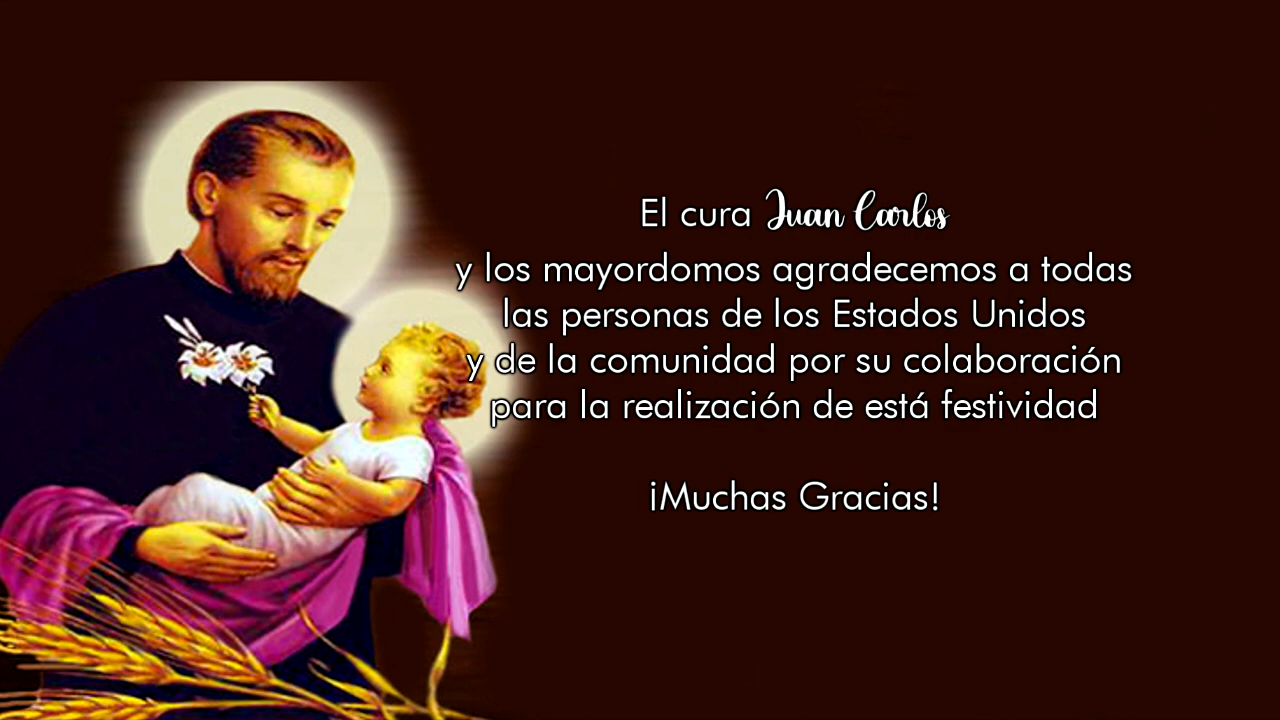 El cura Juan Carlos
y los mayordomos agradecemos a todas
las personas de los Estados Unidos
y de la comunidad por su colaboración
para la realización de está festividad
¡Muchas Gracias!